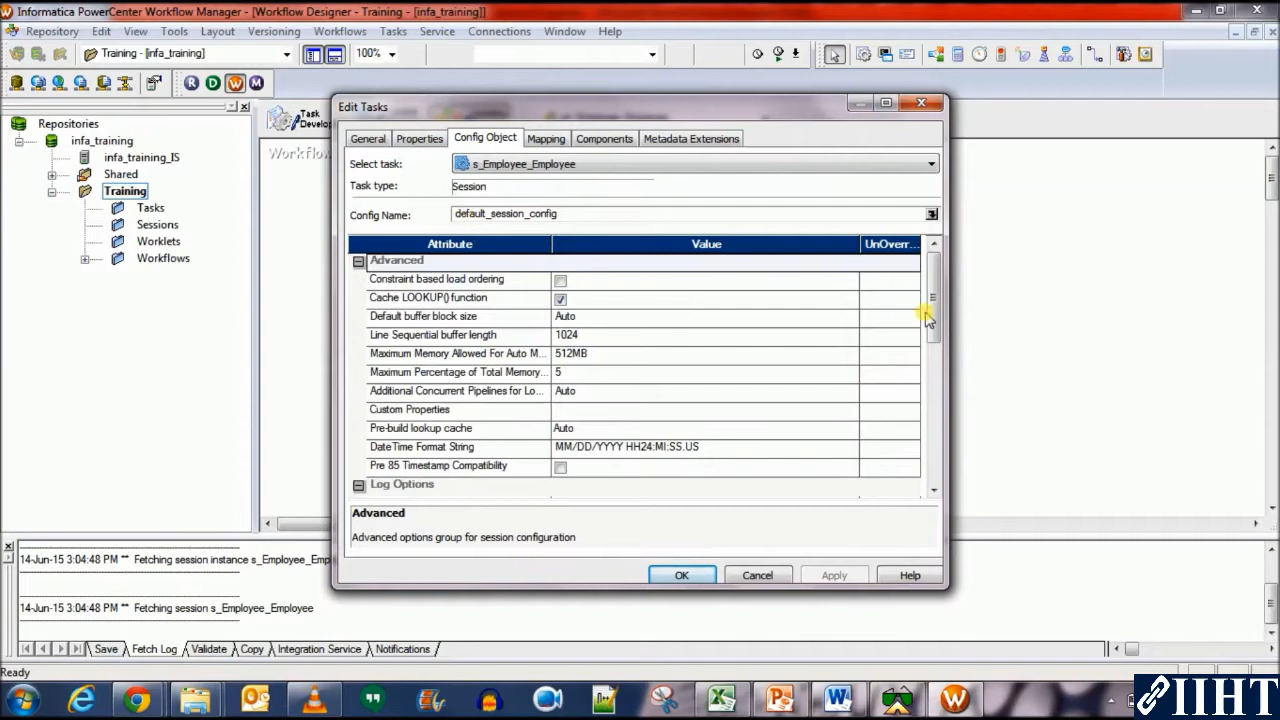 Informatica PowerCenter Workflow Manager - [Workflow Designer - Training - [infa_training]]
Repository Edit View Tools Layout Versioning Workflows Tasks Service Connections Window Help
Training - [infa_training] 100%
R D W M
Edit Tasks
Repositories
infa_training
infa_training_IS
Shared
Training
Tasks
Sessions
Worklets
Workflows
Task
Develop
Workflo
General Properties Config Object Mapping Components Metadata Extensions
Select task: s_Employee_Employee
Task type: Session
Config Name: default_session_config
Attribute Value UnOverr...
Advanced
Constraint based load ordering
Cache LOOKUP() function
Default buffer block size Auto
Line Sequential buffer length 1024
Maximum Memory Allowed For Auto M... 512MB
Maximum Percentage of Total Memory... 5
Additional Concurrent Pipelines for Lo... Auto
Custom Properties
Pre-build lookup cache Auto
DateTime Format String MM/DD/YYYY HH24:MI:SS.US
Pre 85 Timestamp Compatibility
Log Options
Advanced
Advanced options group for session configuration
OK Cancel Apply Help
14-Jun-15 3:04:48 PM ** Fetching session instance s_Employee_Emp
14-Jun-15 3:04:48 PM ** Fetching session s_Employee_Employee
Save Fetch Log Validate Copy Integration Service Notifications
Ready
IIHT